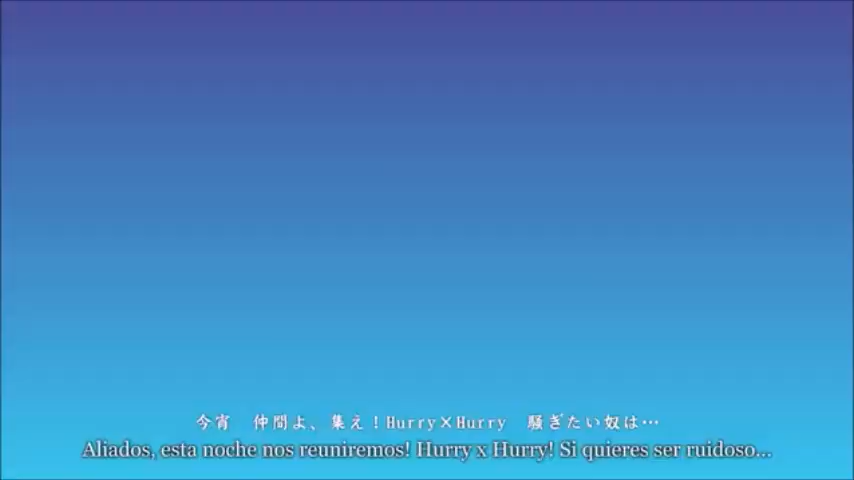 今宵　仲間よ、集え！Hurry×Hurry　騒ぎたい奴は…
Aliados, esta noche nos reuniremos! Hurry x Hurry! Si quieres ser ruidoso...